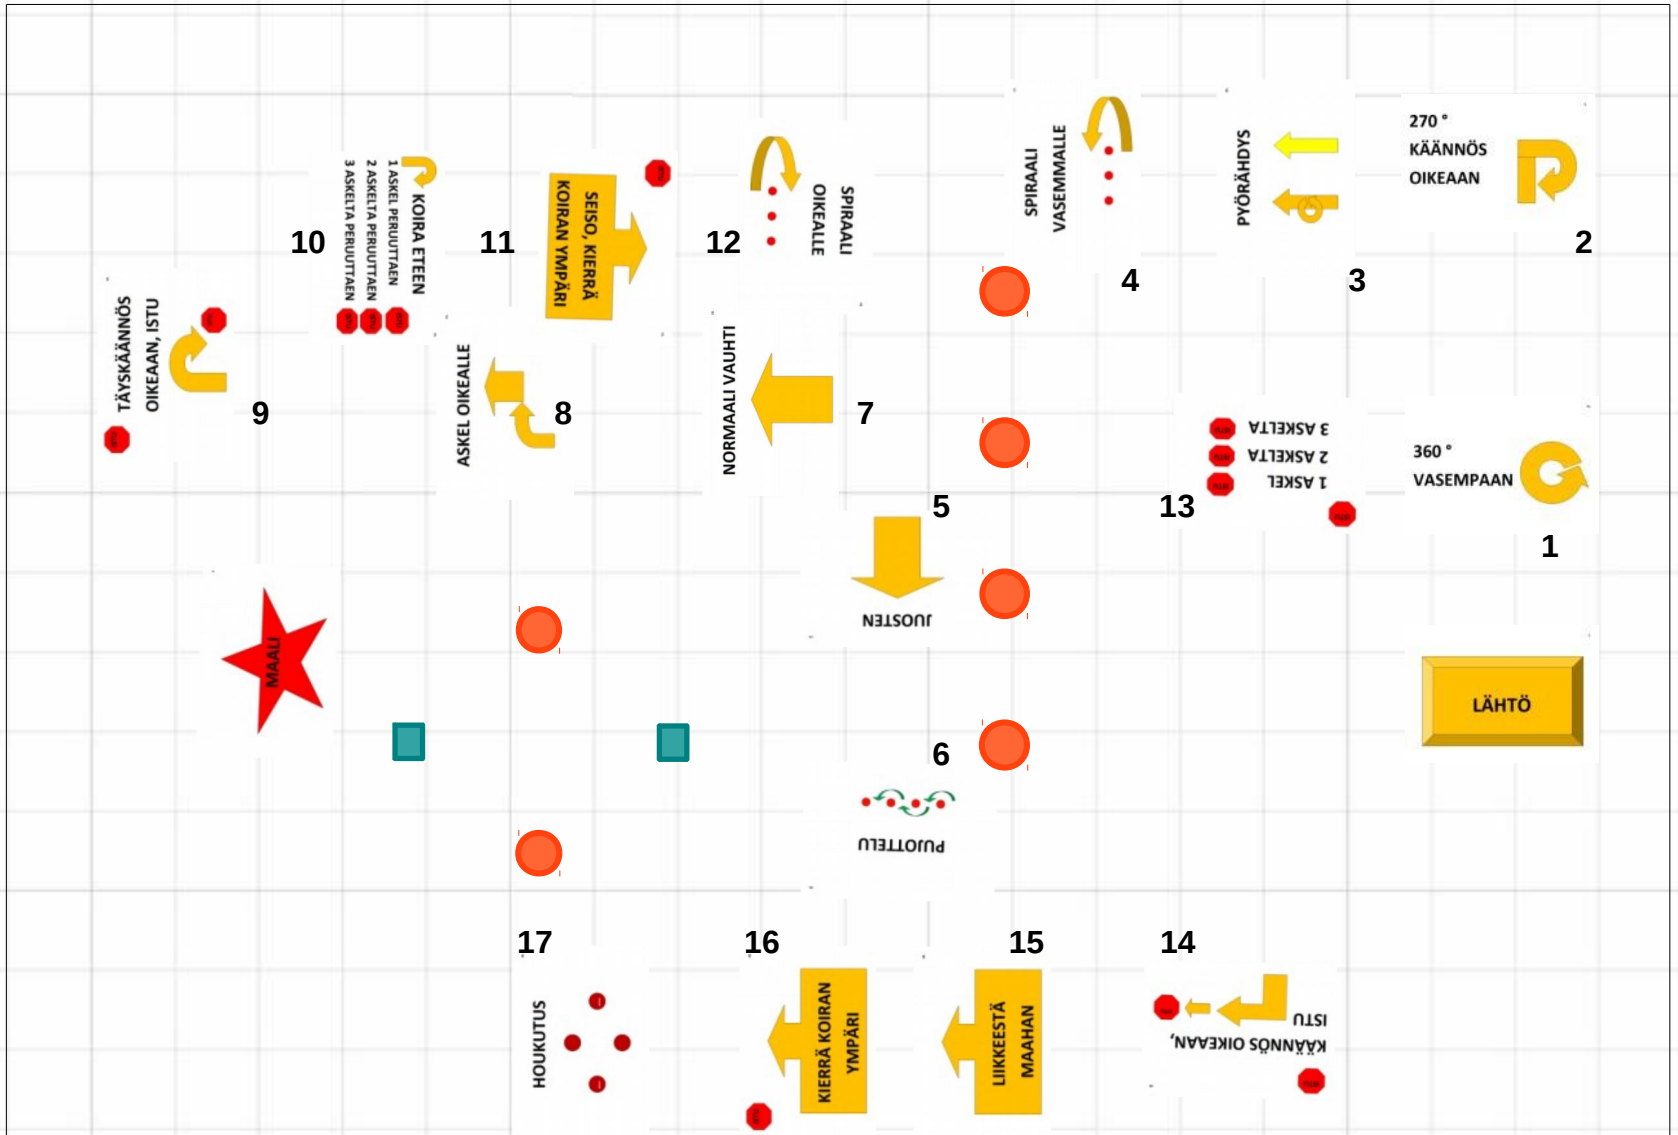 270 °
KÄÄNNÖS
OIKEAAN
2
PYÖRÄHDYS
3
SPIRAALI
VASEMMALLE
4
SPIRAALI
OIKEALLE
12
SEISO, KIERRÄ
KOIRAN YMPÄRI
11
KOIRA ETEEN
1 ASKEL PERUUTTAEN
2 ASKELTA PERUUTTAEN
3 ASKELTA PERUUTTAEN
10
TÄYSKÄÄNNÖS
OIKEAAN, ISTU
9
ASKEL OIKEALLE
8
NORMAALI VAUHTI
7
5
JUOSTEN
1 ASKEL
2 ASKELTA
3 ASKELTA
13
360 °
VASEMPAAN
1
MAALI
LÄHTÖ
6
PUJOTTELU
17
HOUKUTUS
16
KIERRÄ KOIRAN
YMPÄRI
15
LIIKKEESTÄ
MAAHAN
14
KÄÄNNÖS OIKEAAN,
ISTU